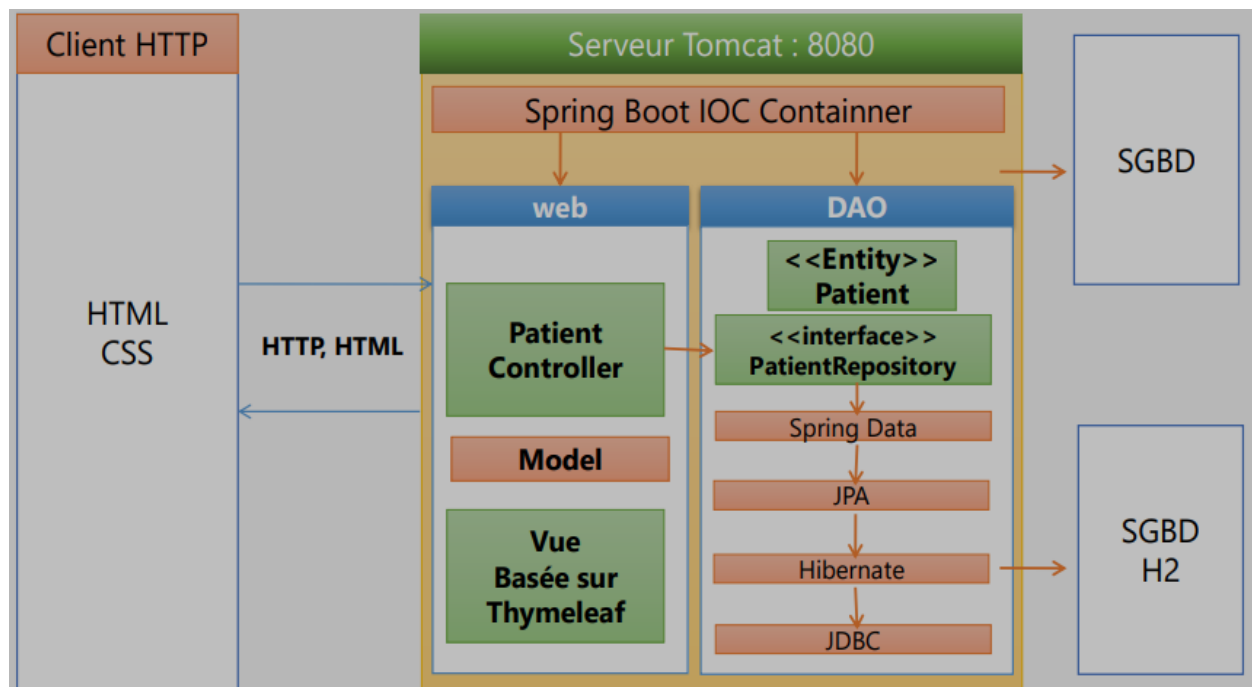 Client HTTP
Serveur Tomcat : 8080
Spring Boot IOC Containner
SGBD
web
DAO
<<Entity>>
Patient
HTML
CSS
HTTP, HTML
Patient
Controller
<<interface>>
PatientRepository
Spring Data
Model
JPA
Vue
Basée sur
Thymeleaf
Hibernate
JDBC
SGBD
H2